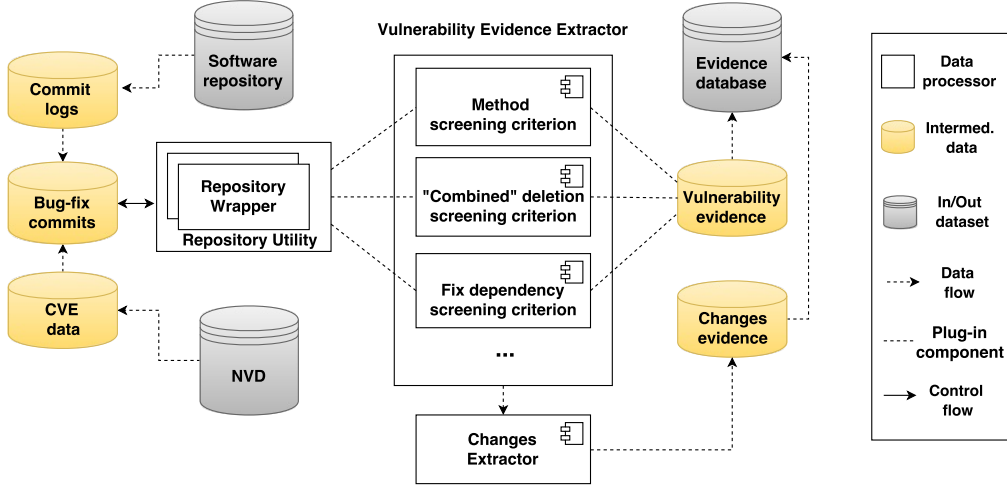 Vulnerability Evidence Extractor
Software
repository
Commit
logs
Bug-fix
commits
CVE
data
NVD
Repository
Wrapper
Repository Utility
Method
screening criterion
"Combined" deletion
screening criterion
Fix dependency
screening criterion
...
Changes
Extractor
Evidence
database
Vulnerability
evidence
Changes
evidence
Data
processor
Intermed.
data
In/Out
dataset
Data
flow
Plug-in
component
Control
flow